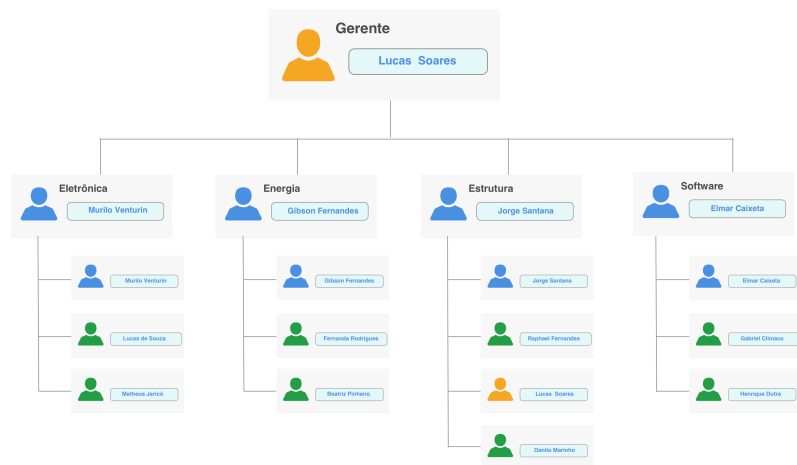 Gerente
Lucas Soares
Eletrônica
Murilo Venturin
Energia
Gibson Fernandes
Estrutura
Jorge Santana
Software
Elmar Caixeta
Murilo Venturin
Gibson Fernandes
Jorge Santana
Elmar Caixeta
Lucas de Souza
Fernanda Rodrigues
Raphael Fernandes
Gabriel Climaco
Matheus Jericó
Beatriz Pinheiro
Lucas Soares
Henrique Dutra
Danilo Marinho